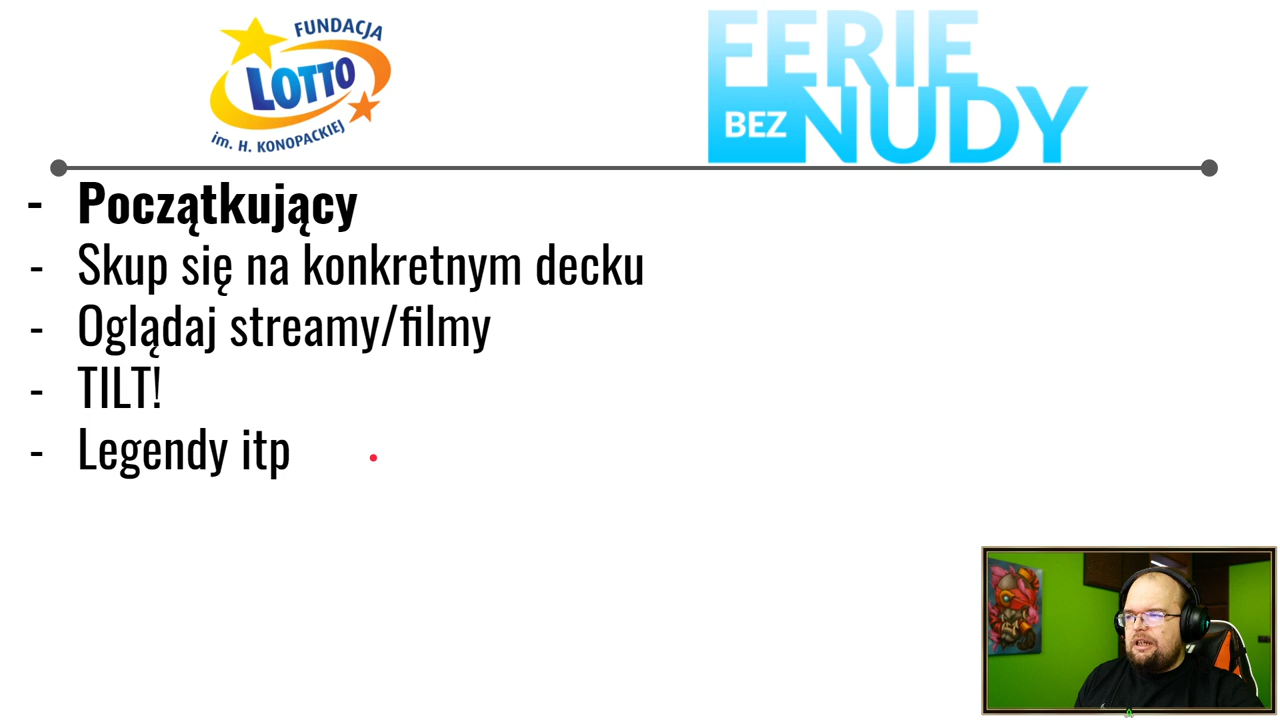 FUNDACJA
LOTTO
im. H. KONOPACKIEJ
FERIE
BEZ NUDY
- Początkujący
- Skup się na konkretnym decku
- Oglądaj streamy/filmy
- TILT!
- Legendy itp